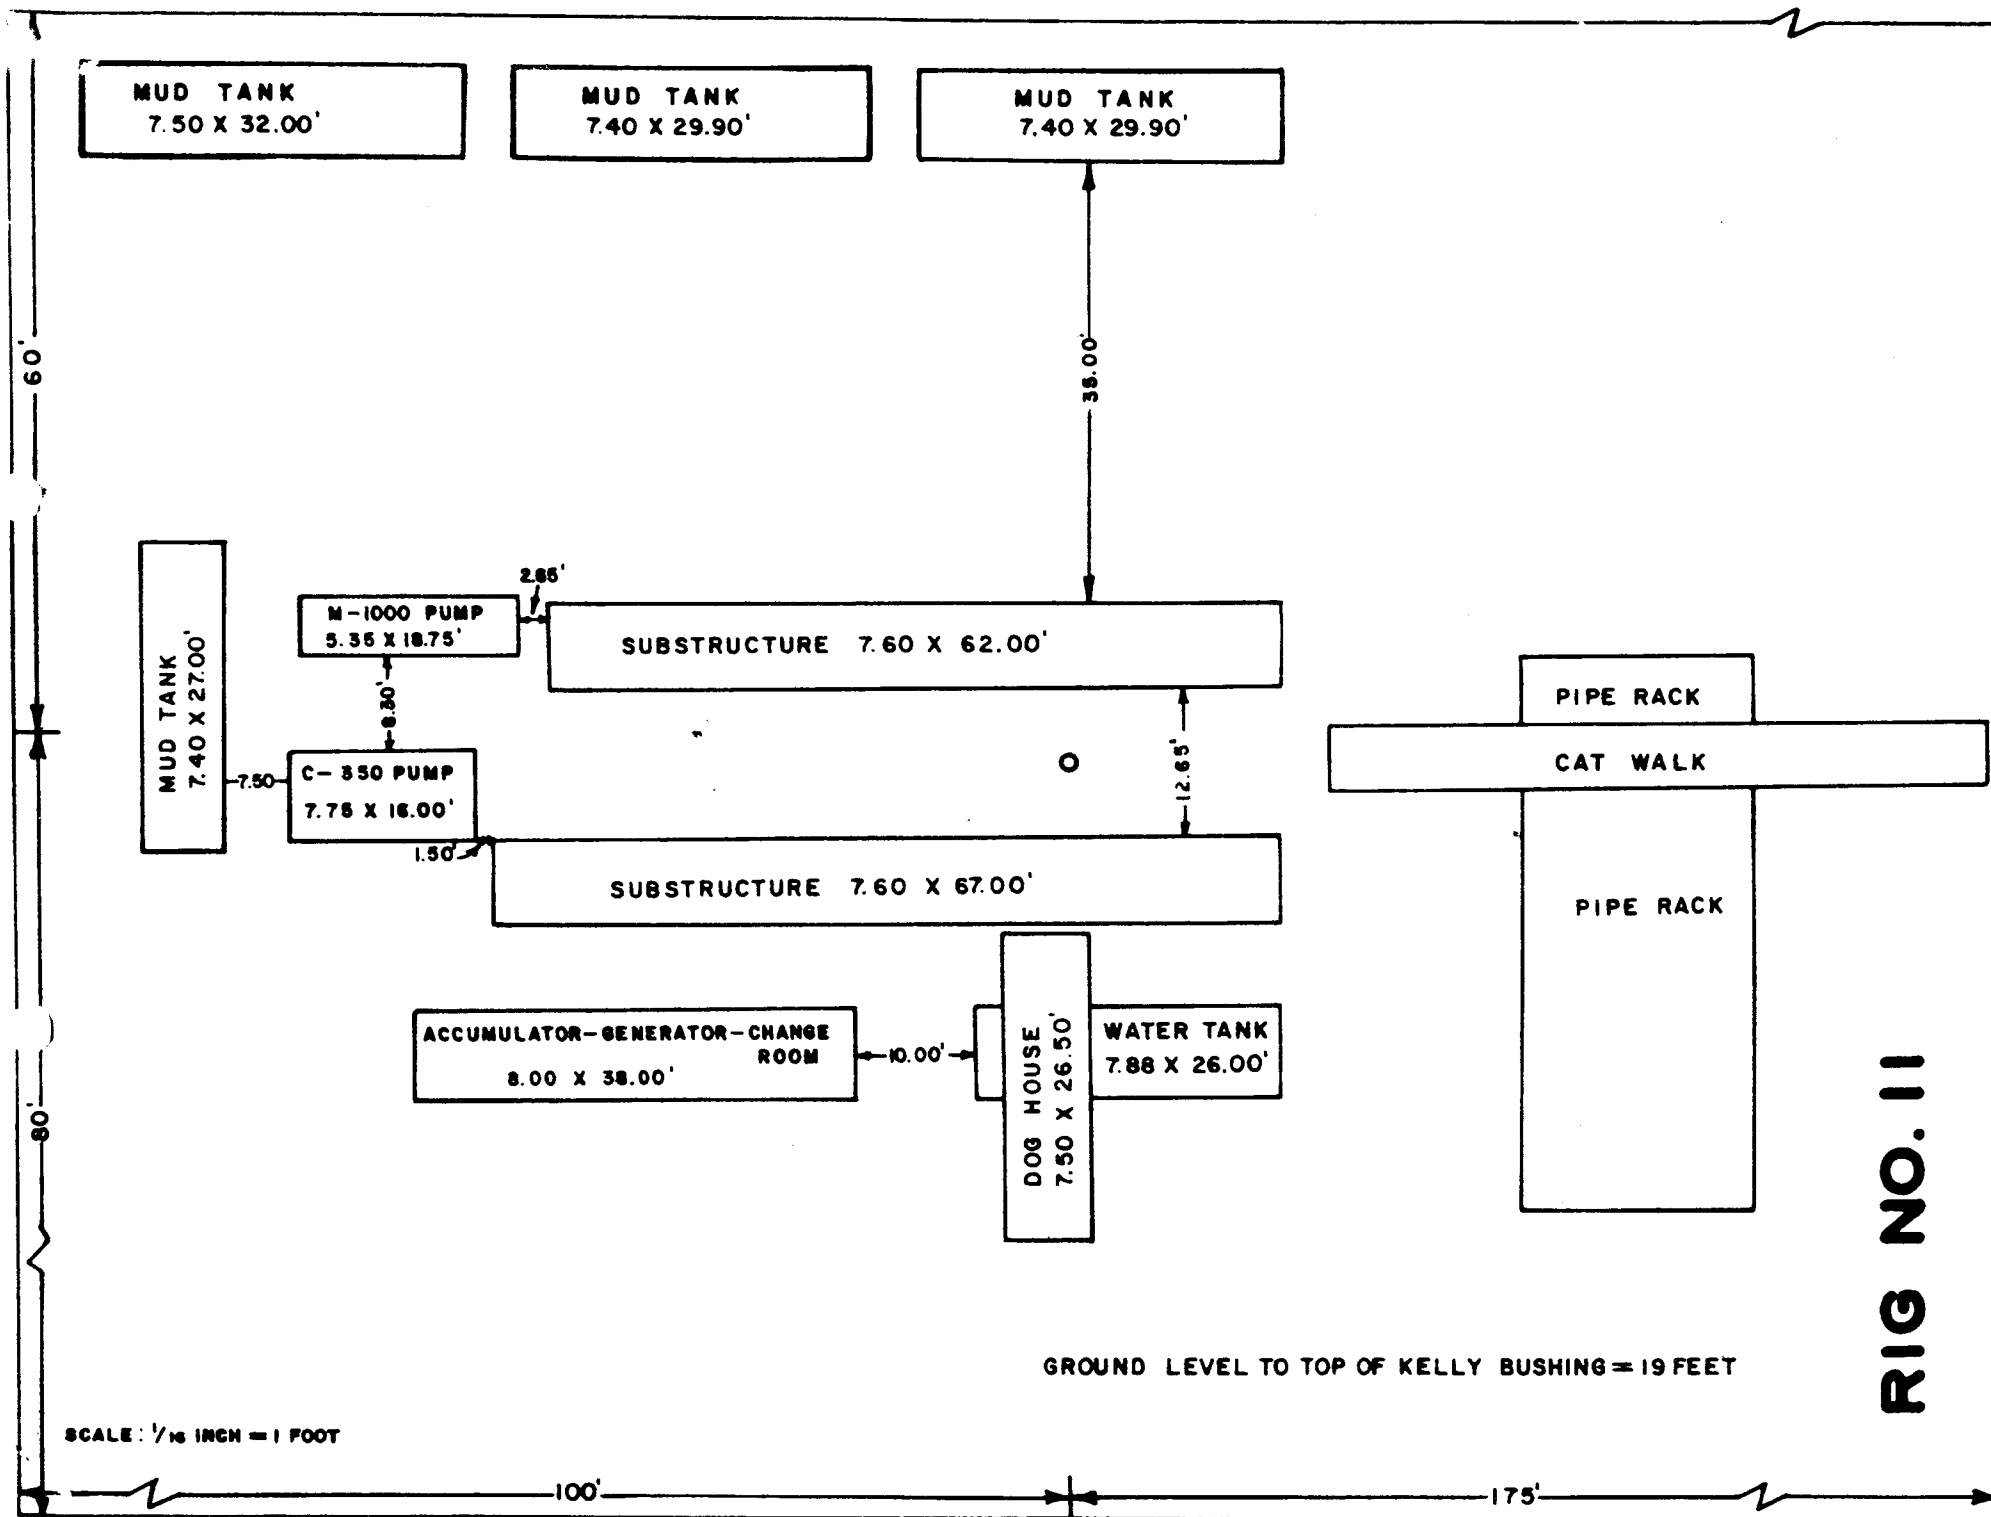 MUD TANK
7.50 X 32.00'
MUD TANK
7.40 X 29.90'
MUD TANK
7.40 X 29.90'
60'
35.00'
2.65'
M-1000 PUMP
5.35 X 18.75'
SUBSTRUCTURE 7.60 X 62.00'
MUD TANK
7.40 X 27.00'
8.30'
PIPE RACK
CAT WALK
C-350 PUMP
7.75 X 16.00'
7.50
12.65'
1.50'
SUBSTRUCTURE 7.60 X 67.00'
PIPE RACK
ACCUMULATOR-GENERATOR-CHANGE
ROOM
8.00 X 38.00'
10.00'
DOG HOUSE
7.50 X 26.50'
WATER TANK
7.88 X 26.00'
80'
RIG NO. 11
GROUND LEVEL TO TOP OF KELLY BUSHING = 19 FEET
SCALE: 1/16 INCH = 1 FOOT
100'
175'